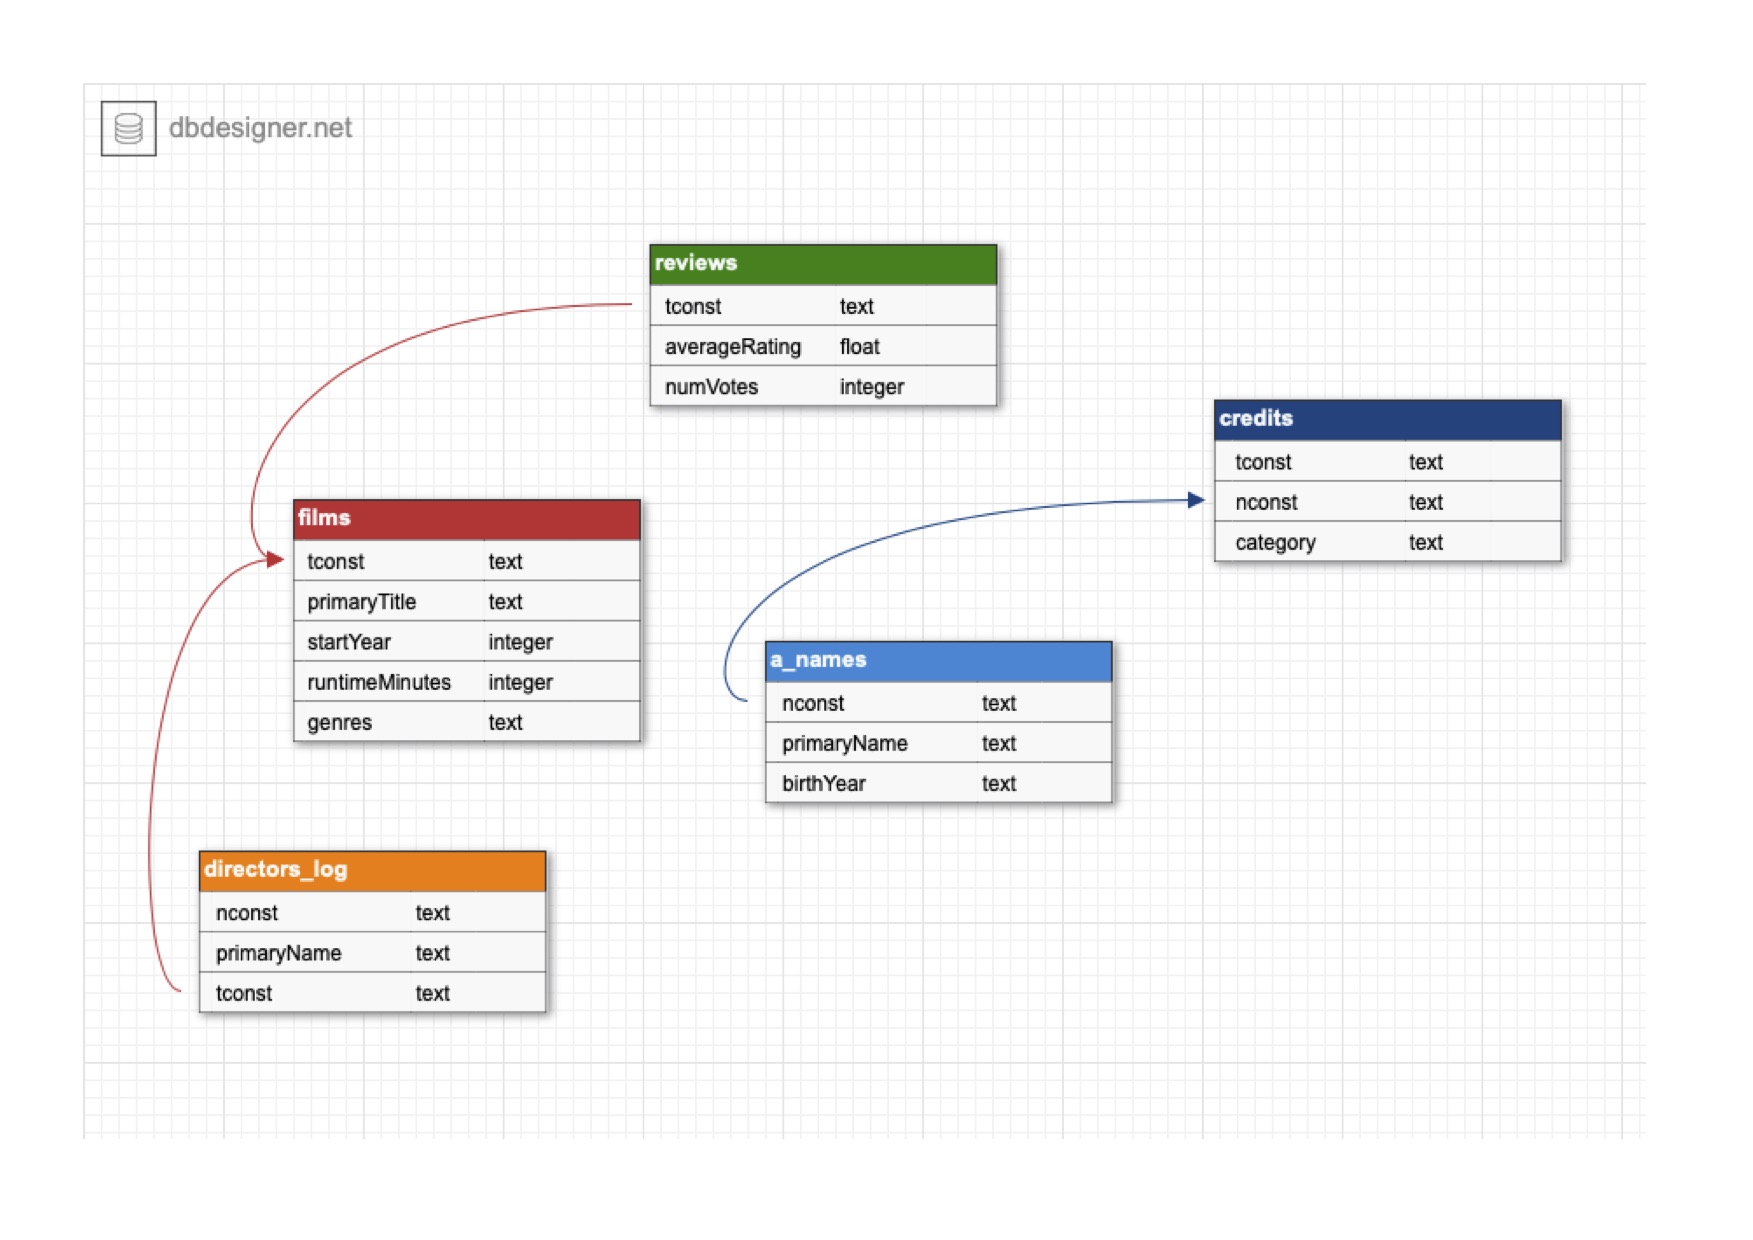 dbdesigner.net
reviews
tconst text
averageRating float
numVotes integer
credits
tconst text
nconst text
category text
films
tconst text
primaryTitle text
startYear integer
runtimeMinutes integer
genres text
a_names
nconst text
primaryName text
birthYear text
directors_log
nconst text
primaryName text
tconst text